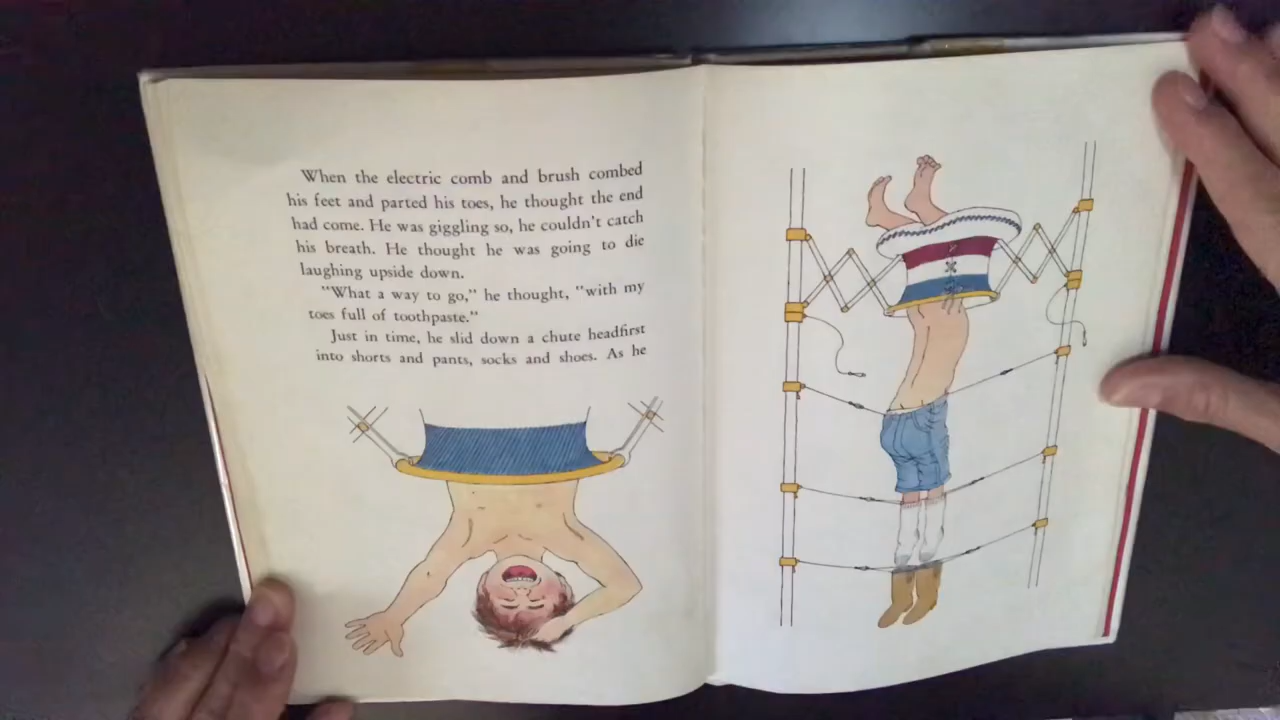 When the electric comb and brush combed
his feet and parted his toes, he thought the end
had come. He was giggling so, he couldn't catch
his breath. He thought he was going to die
laughing upside down.
"What a way to go," he thought, "with my
toes full of toothpaste."
Just in time, he slid down a chute headfirst
into shorts and pants, socks and shoes. As he